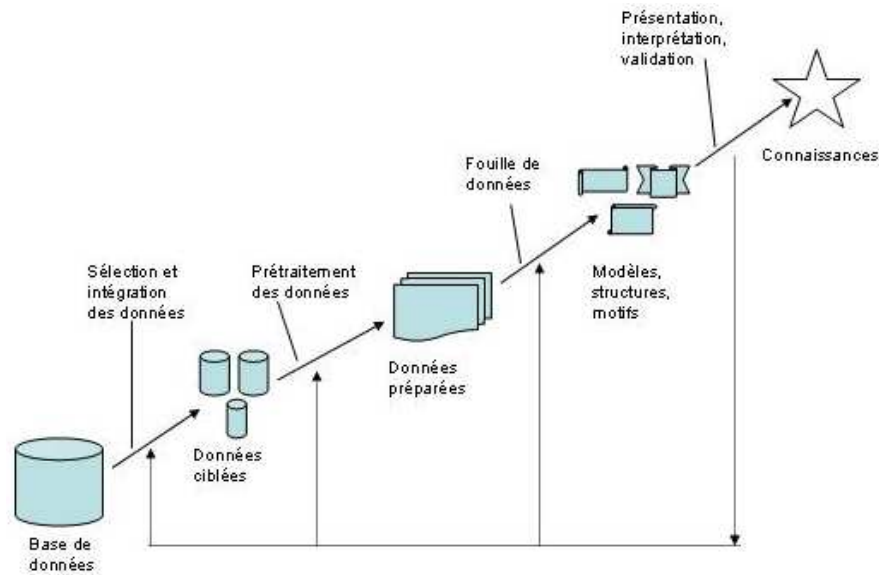 Présentation,
interprétation,
validation
Connaissances
Fouille de
données
Modèles,
structures,
motifs
Sélection et
intégration
des données
Prétraitement
des données
Données
préparées
Données
ciblées
Base de
données